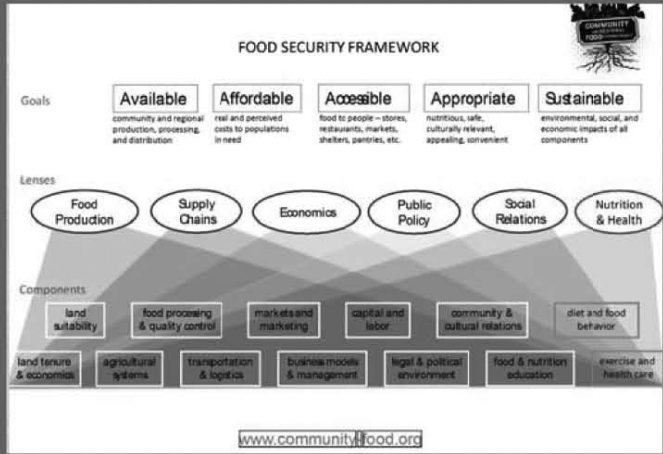 COMMUNITY
FOOD
FOOD SECURITY FRAMEWORK
Goals
Available
community and regional
production, processing,
and distribution
Affordable
real and perceived
costs to populations
in need
Accessible
food to people – stores,
restaurants, markets,
shelters, pantries, etc.
Appropriate
nutritious, safe,
culturally relevant,
appealing, convenient
Sustainable
environmental, social, and
economic impacts of all
components
Lenses
Food
Production
Supply
Chains
Economics
Public
Policy
Social
Relations
Nutrition
& Health
Components
land
suitability
food processing
& quality control
markets and
marketing
capital and
labor
community &
cultural relations
diet and food
behavior
land tenure
& economics
agricultural
systems
transportation
& logistics
business models
& management
legal & political
environment
food & nutrition
education
exercise and
health care
www.community-food.org